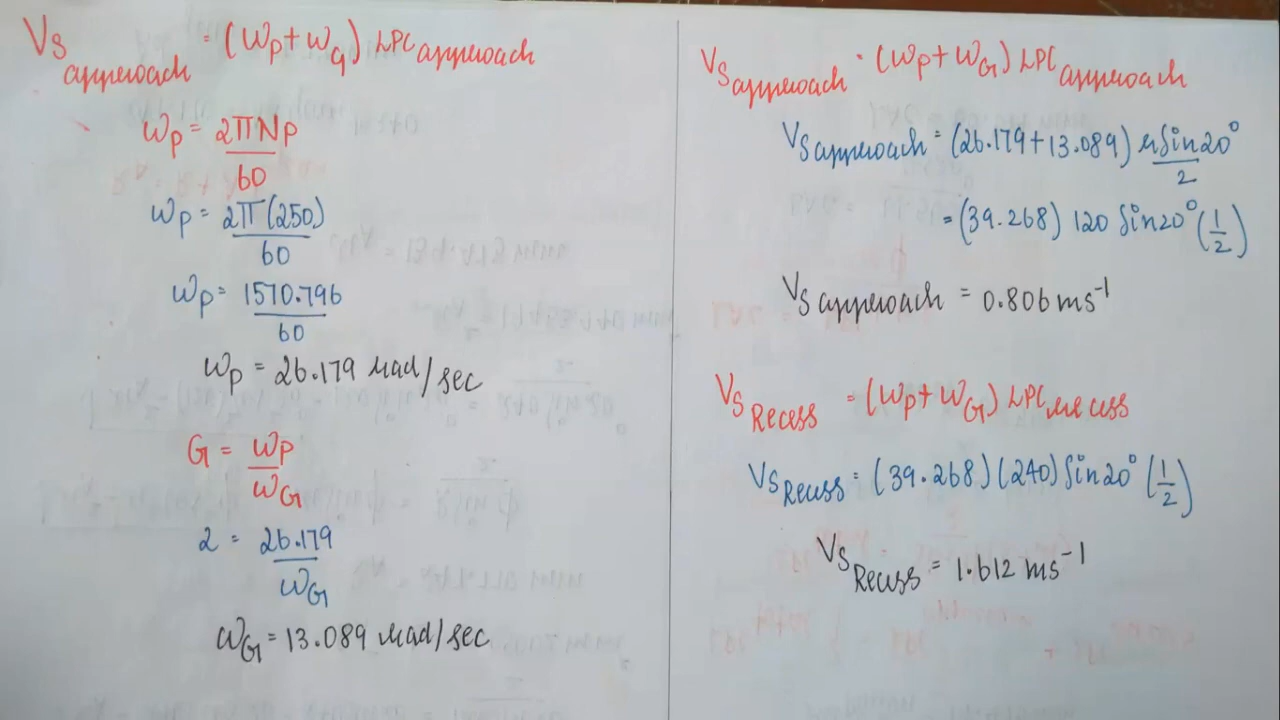 VS approach = (ωp+ωg) LPC approach
ωp = 2πNp/60
ωp = 2π(250)/60
ωp = 1570.796/60
ωp = 26.179 rad/sec
G = ωp/ωG
2 = 26.179/ωG
ωG = 13.089 rad/sec
VS approach = (ωp+ωG) LPC approach
VS approach = (26.179+13.089) r Sin20°/2
= (39.268) 120 Sin20° (1/2)
VS approach = 0.806 ms⁻¹
VS Recess = (ωp+ωG) LPC recess
VS Recess = (39.268)(240) Sin20° (1/2)
VS Recess = 1.612 ms⁻¹